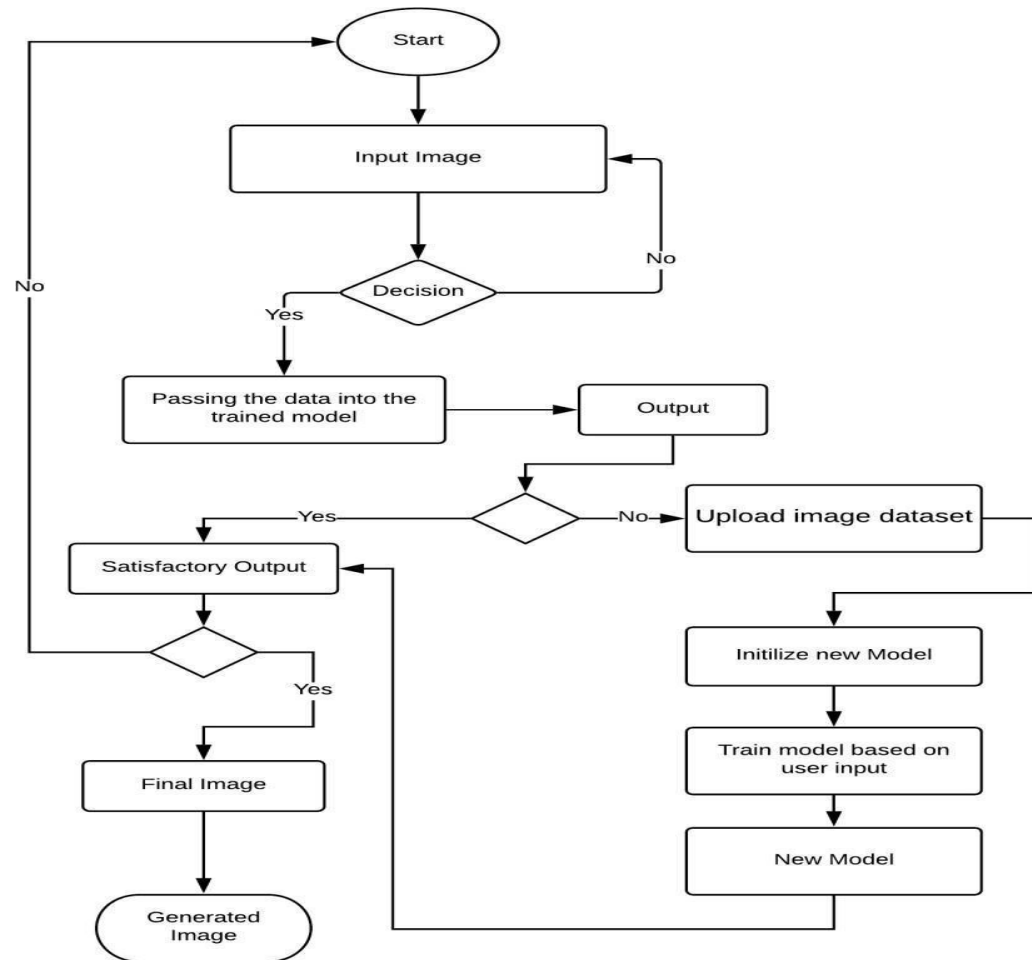 Start
Input Image
No
No
Decision
Yes
Passing the data into the
trained model
Output
Yes
No
Upload image dataset
Satisfactory Output
Initilize new Model
Yes
Train model based on
user input
Final Image
New Model
Generated
Image